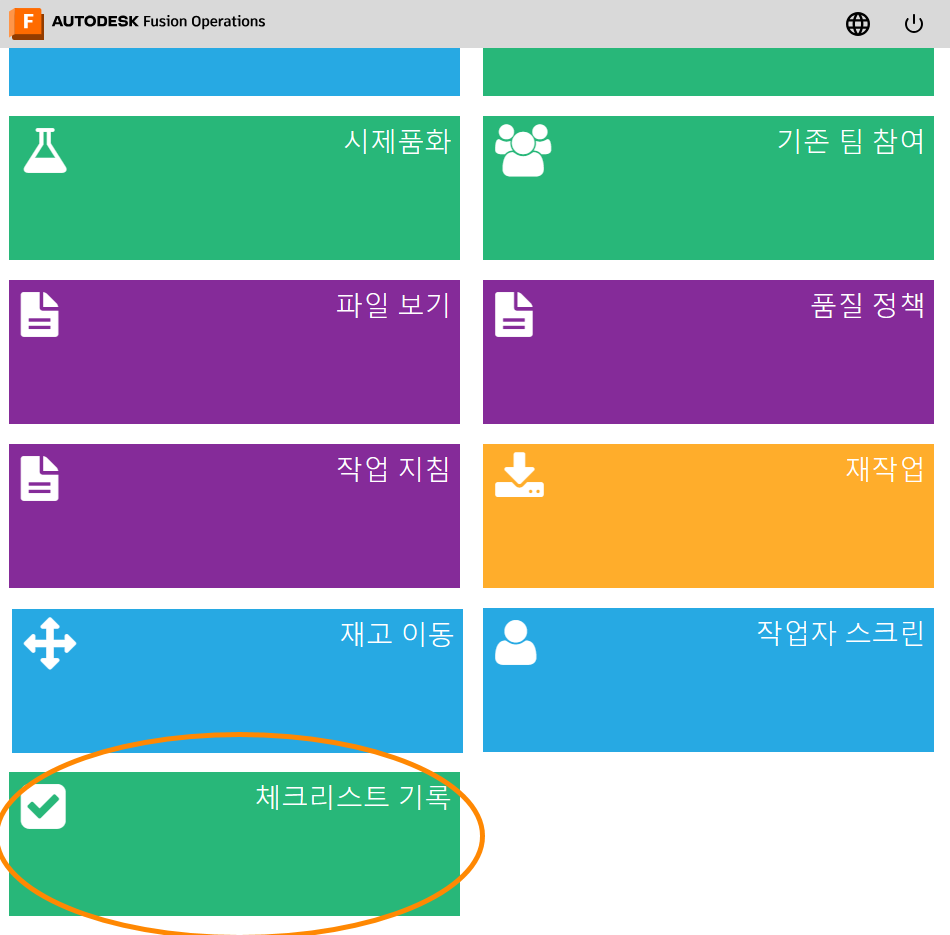 F AUTODESK Fusion Operations
시제품화
기존 팀 참여
파일 보기
품질 정책
작업 지침
재작업
재고 이동
작업자 스크린
체크리스트 기록